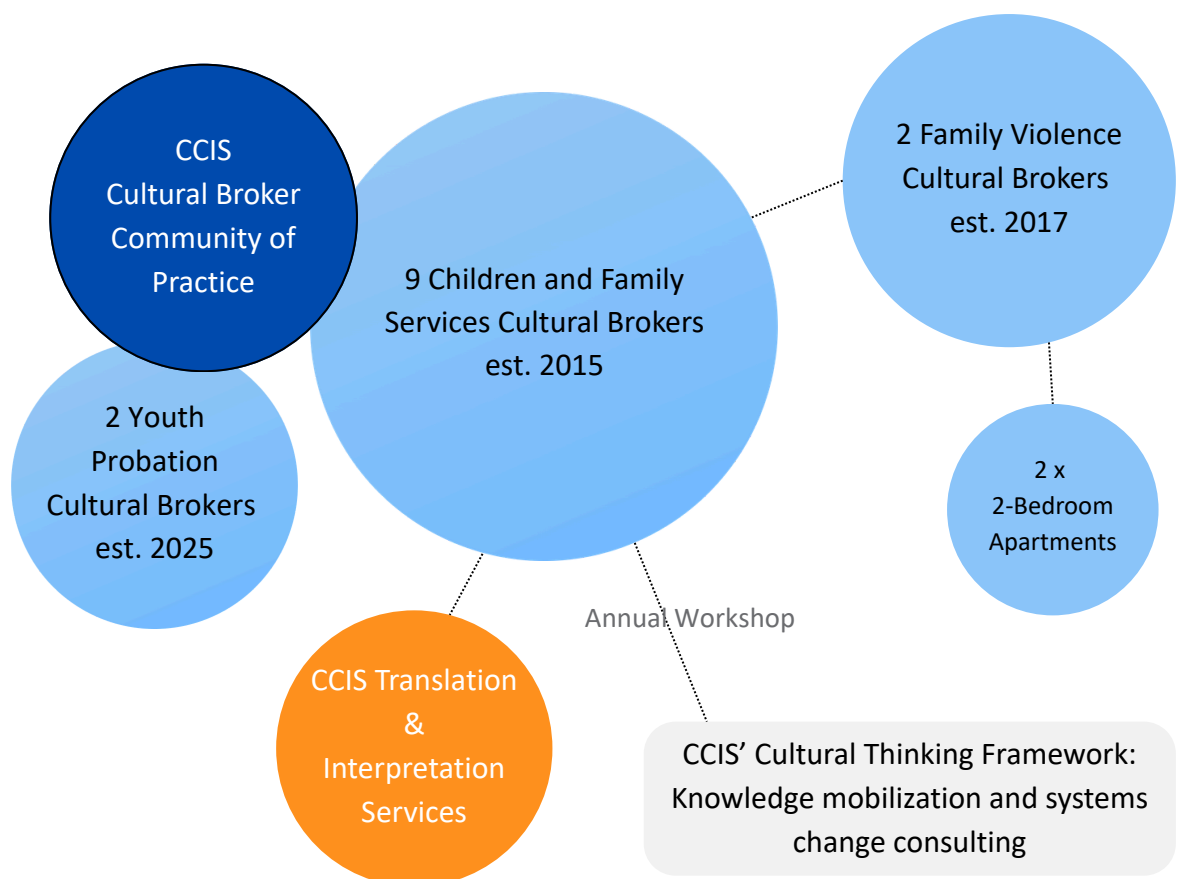 CCIS
Cultural Broker
Community of
Practice
2 Family Violence
Cultural Brokers
est. 2017
9 Children and Family
Services Cultural Brokers
est. 2015
2 Youth
Probation
Cultural Brokers
est. 2025
2 x
2-Bedroom
Apartments
Annual Workshop
CCIS Translation
&
Interpretation
Services
CCIS’ Cultural Thinking Framework:
Knowledge mobilization and systems
change consulting